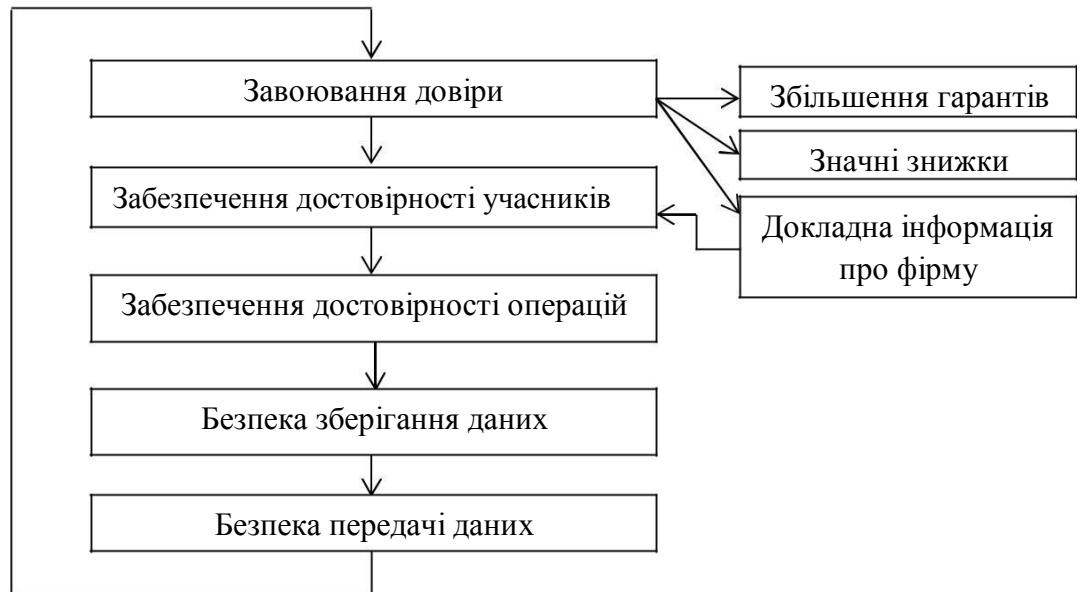 Завоювання довіри
Збільшення гарантів
Значні знижки
Забезпечення достовірності учасників
Докладна інформація
про фірму
Забезпечення достовірності операцій
Безпека зберігання даних
Безпека передачі даних